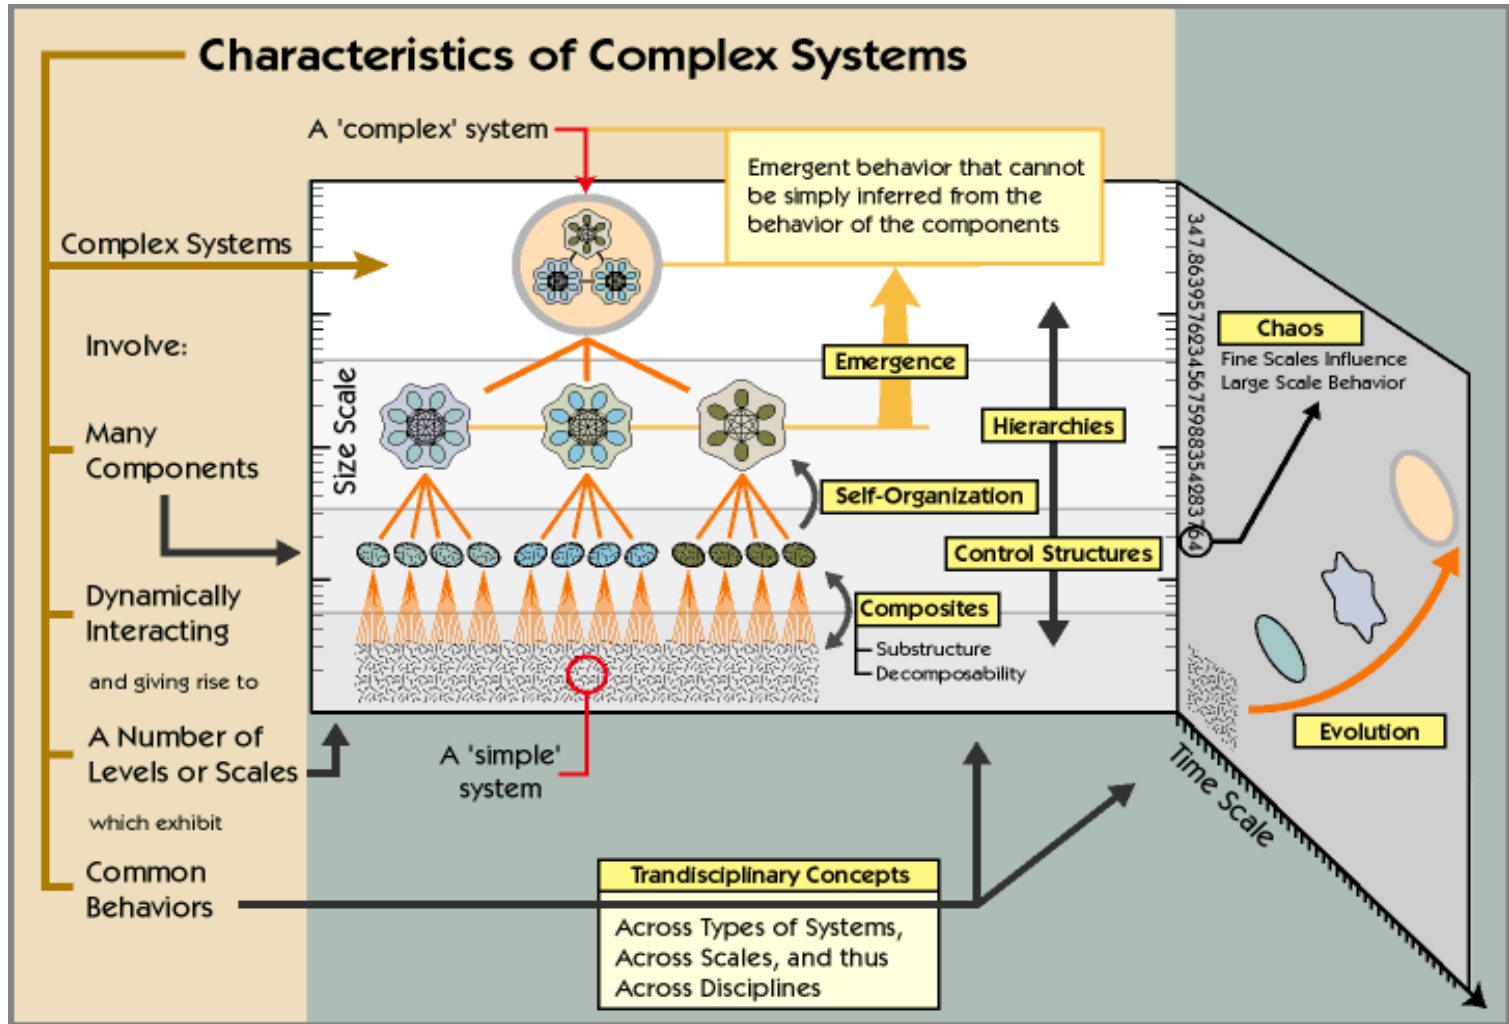 Characteristics of Complex Systems
A 'complex' system
Emergent behavior that cannot
be simply inferred from the
behavior of the components
Complex Systems
Involve:
Many
Components
Dynamically
Interacting
and giving rise to
A Number of
Levels or Scales
which exhibit
Common
Behaviors
Size Scale
Emergence
Hierarchies
Self-Organization
Control Structures
Composites
Substructure
Decomposability
A 'simple'
system
347.86395762345675988354283764
Chaos
Fine Scales Influence
Large Scale Behavior
Evolution
Time Scale
Trandisciplinary Concepts
Across Types of Systems,
Across Scales, and thus
Across Disciplines